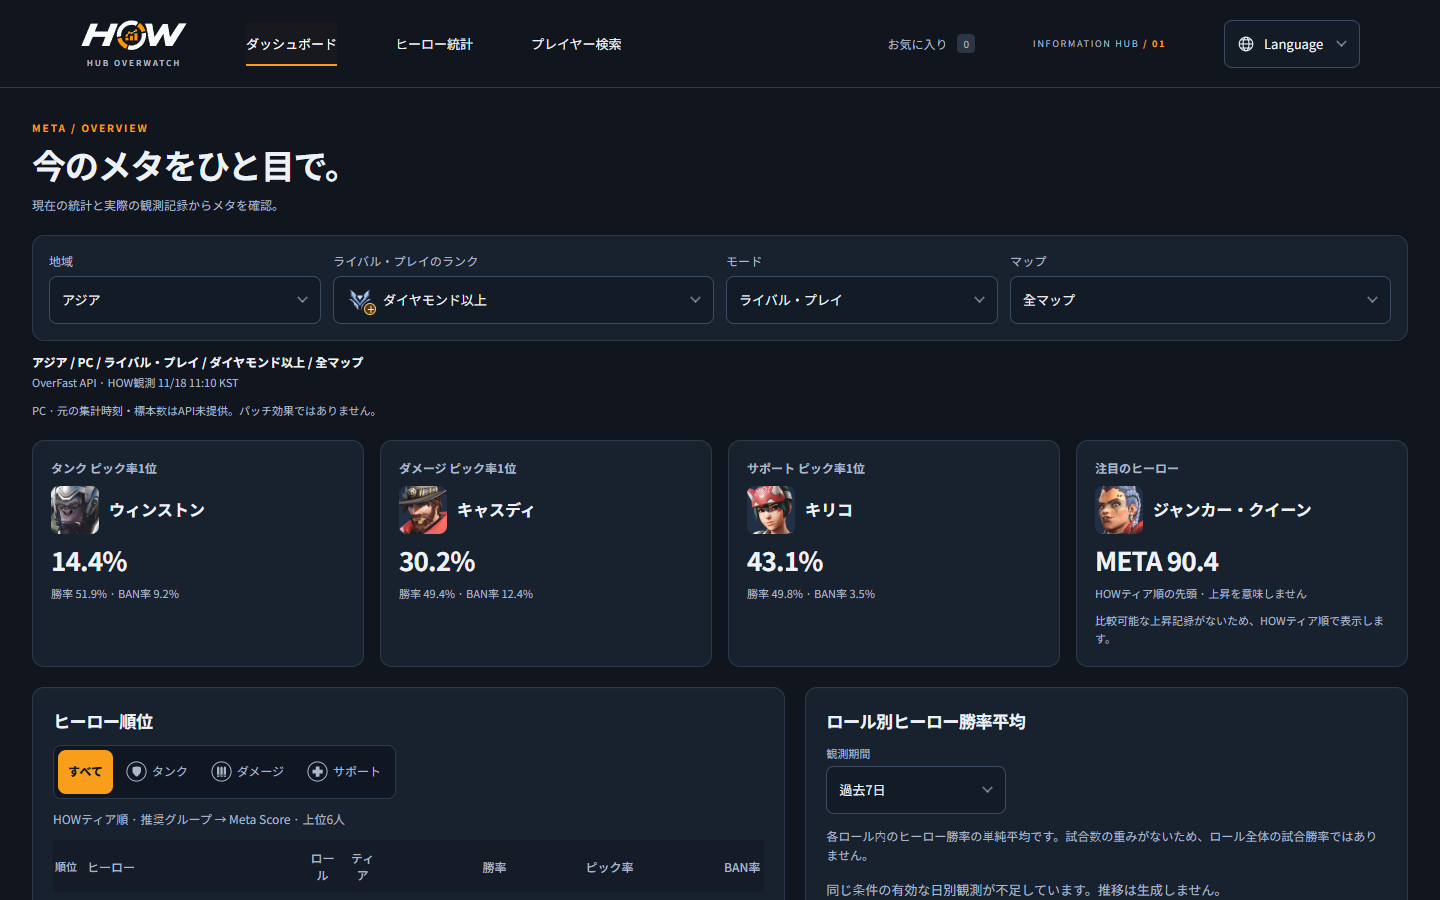 HOW
HUB OVERWATCH
ダッシュボード
ヒーロー統計
プレイヤー検索
お気に入り 0
INFORMATION HUB / 01
Language
META / OVERVIEW
今のメタをひと目で。
現在の統計と実際の観測記録からメタを確認。
地域
ライバル・プレイのランク
モード
マップ
アジア
ダイヤモンド以上
ライバル・プレイ
全マップ
アジア / PC / ライバル・プレイ / ダイヤモンド以上 / 全マップ
OverFast API · HOW観測 11/18 11:10 KST
PC · 元の集計時刻・標本数はAPI未提供。パッチ効果ではありません。
タンク ピック率1位
ウィンストン
14.4%
勝率 51.9% · BAN率 9.2%
ダメージ ピック率1位
キャスディ
30.2%
勝率 49.4% · BAN率 12.4%
サポート ピック率1位
キリコ
43.1%
勝率 49.8% · BAN率 3.5%
注目のヒーロー
ジャンカー・クイーン
META 90.4
HOWティア順の先頭 · 上昇を意味しません
比較可能な上昇記録がないため、HOWティア順で表示しま
す。
ヒーロー順位
すべて
タンク
ダメージ
サポート
HOWティア順 · 推奨グループ → Meta Score · 上位6人
順位 ヒーロー ロー ティ 勝率 ピック率 BAN率
ル ア
ロール別ヒーロー勝率平均
観測期間
過去7日
各ロール内のヒーロー勝率の単純平均です。試合数の重みがないため、ロール全体の試合勝率ではあり
ません。
同じ条件の有効な日別観測が不足しています。推移は生成しません。